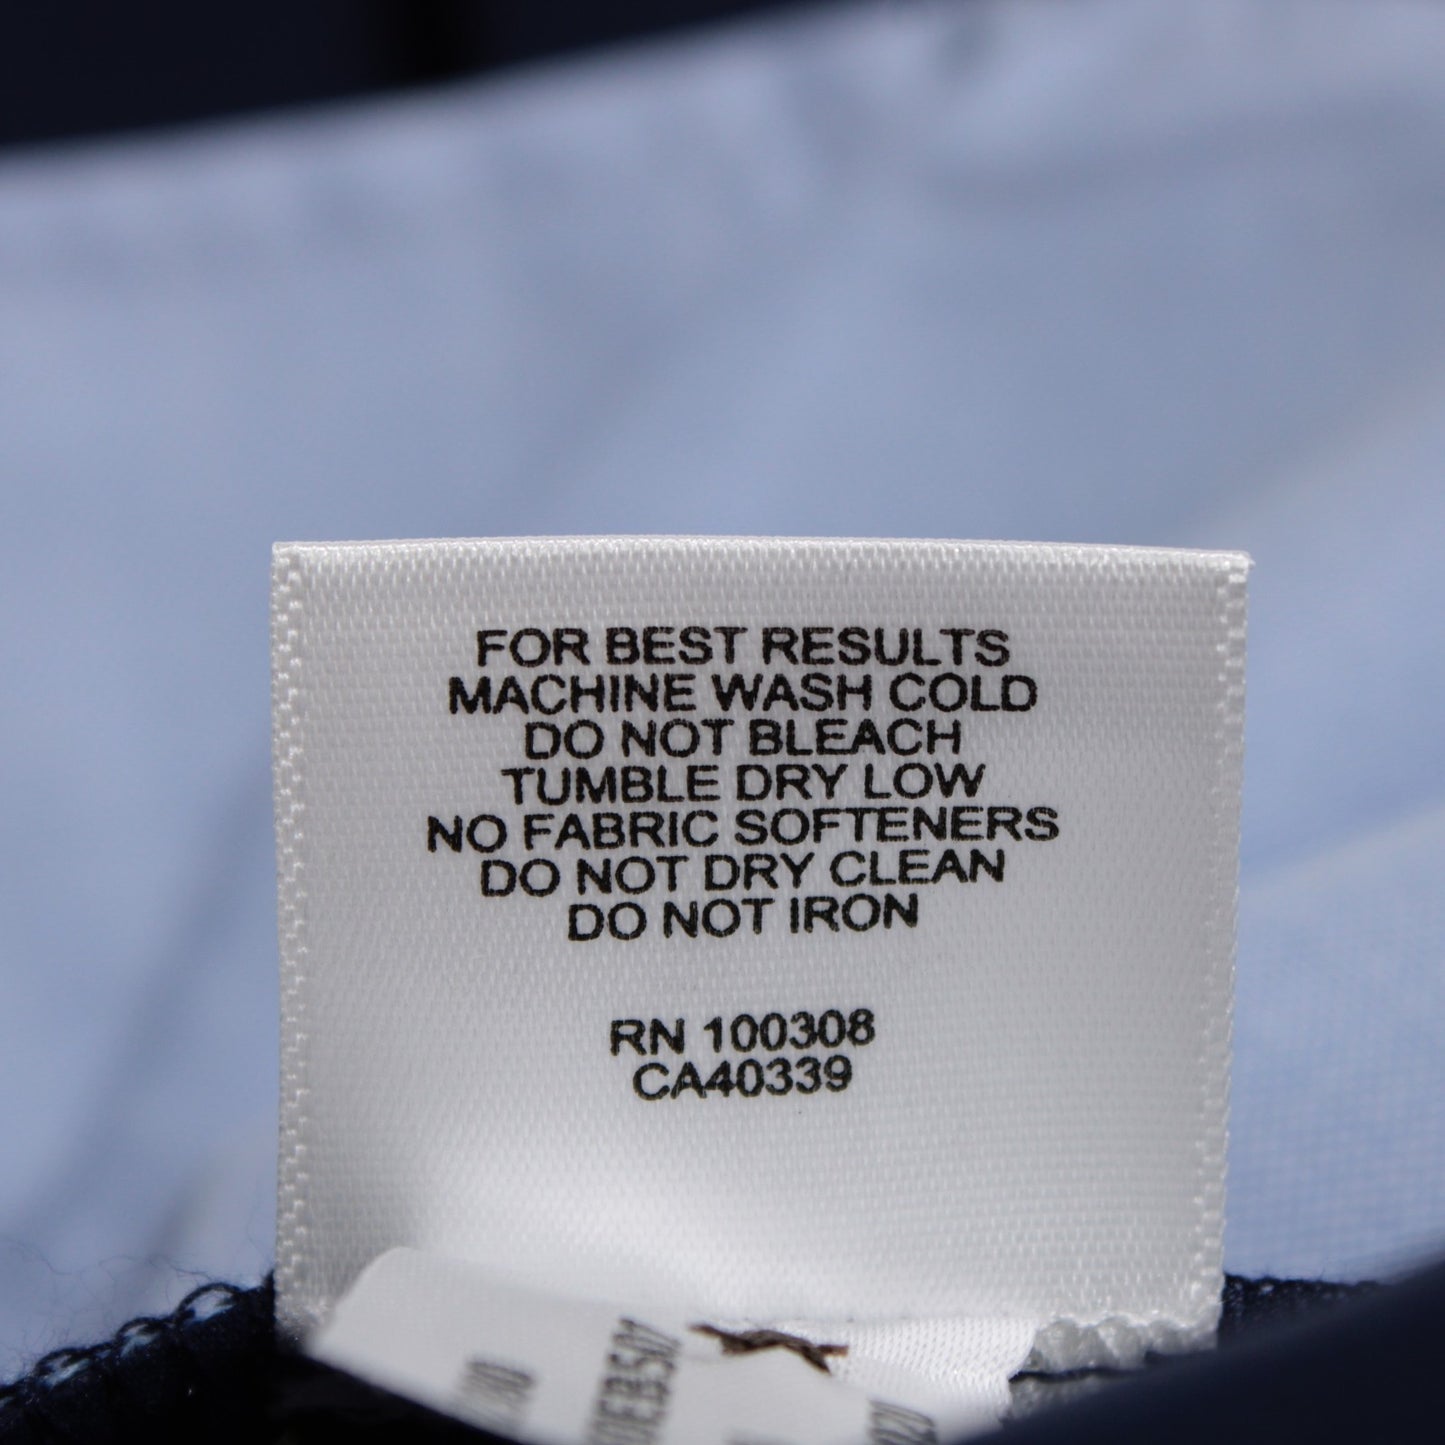 FOR BEST RESULTS
MACHINE WASH COLD
DO NOT BLEACH
TUMBLE DRY LOW
NO FABRIC SOFTENERS
DO NOT DRY CLEAN
DO NOT IRON
RN 100308
CA40339